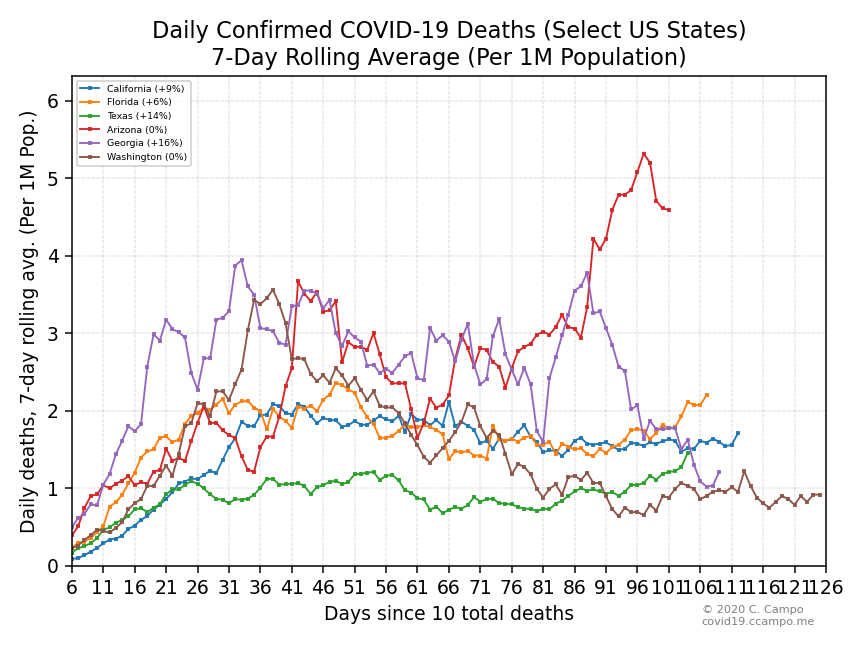 Daily Confirmed COVID-19 Deaths (Select US States)
7-Day Rolling Average (Per 1M Population)
California (+9%)
Florida (+6%)
Texas (+14%)
Arizona (0%)
Georgia (+16%)
Washington (0%)
Daily deaths, 7-day rolling avg. (Per 1M Pop.)
6
5
4
3
2
1
0
6 11 16 21 26 31 36 41 46 51 56 61 66 71 76 81 86 91 96 101 106 111 116 121 126
Days since 10 total deaths
© 2020 C. Campo
covid19.ccampo.me